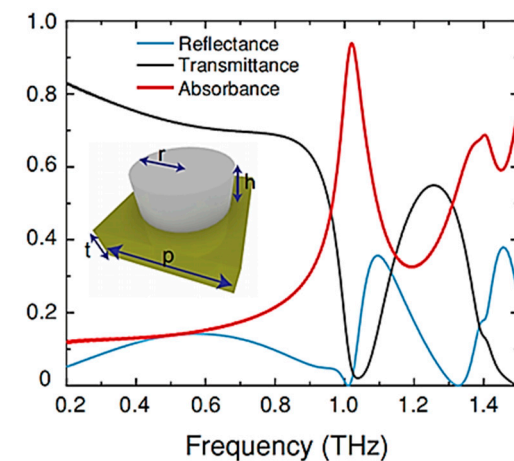 1.0
Reflectance
Transmittance
Absorbance
0.8
0.6
0.4
0.2
0
r
h
t
p
0.2 0.4 0.6 0.8 1.0 1.2 1.4
Frequency (THz)